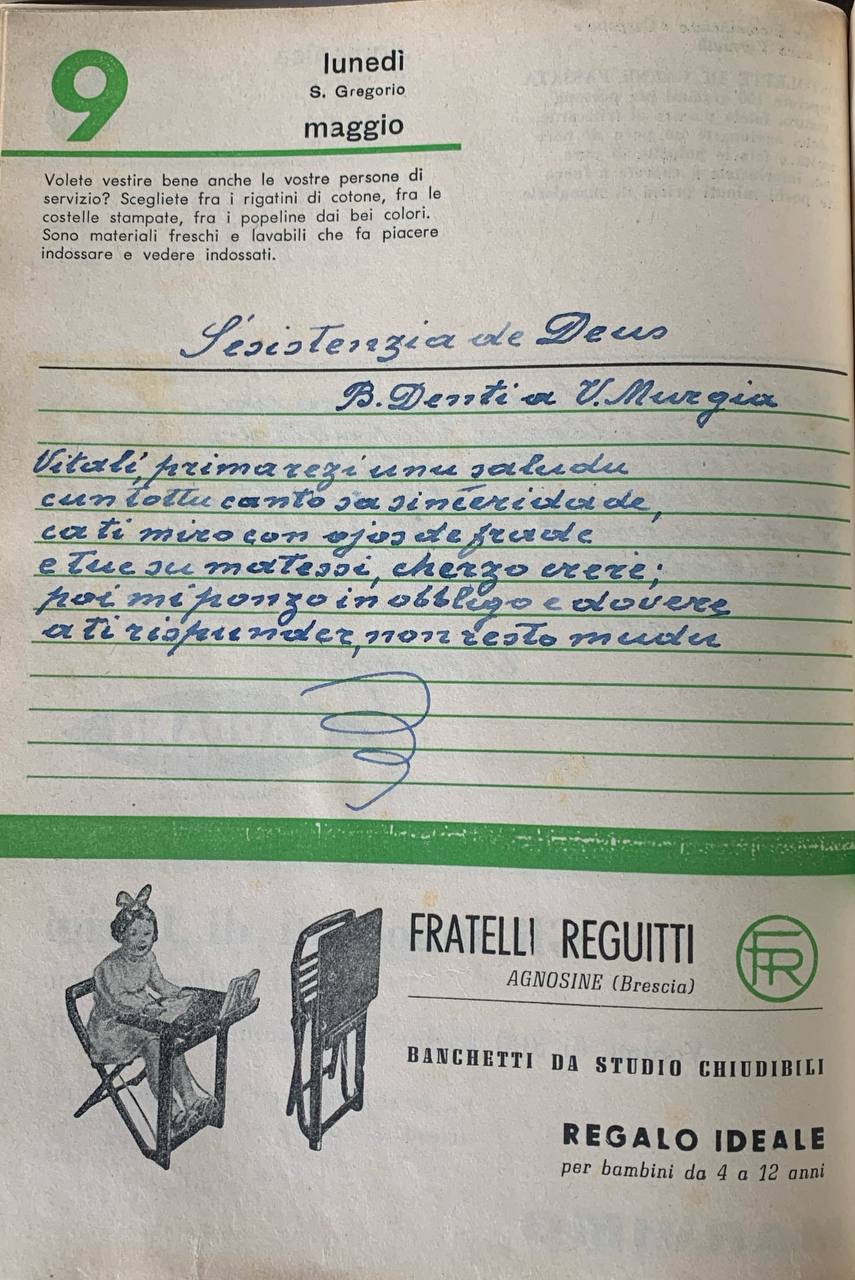 9
lunedì
S. Gregorio
maggio
Volete vestire bene anche le vostre persone di
servizio? Scegliete fra i rigatini di cotone, fra le
costelle stampate, fra i popeline dai bei colori.
Sono materiali freschi e lavabili che fa piacere
indossare e vedere indossati.
S'esistenzia de Deus
B. Denti a V. Murgia
Vitali, prima rezi unu saludu
cun tottu canto sa sinceridade,
ca ti miro con ojos de frade
e tue su matessi, cherzo crere;
poi mi ponzo in obbligo e dovere
a ti rispunder, non resto mudu
FRATELLI REGUITTI
AGNOSINE (Brescia)
FR
BANCHETTI DA STUDIO CHIUDIBILI
REGALO IDEALE
per bambini da 4 a 12 anni